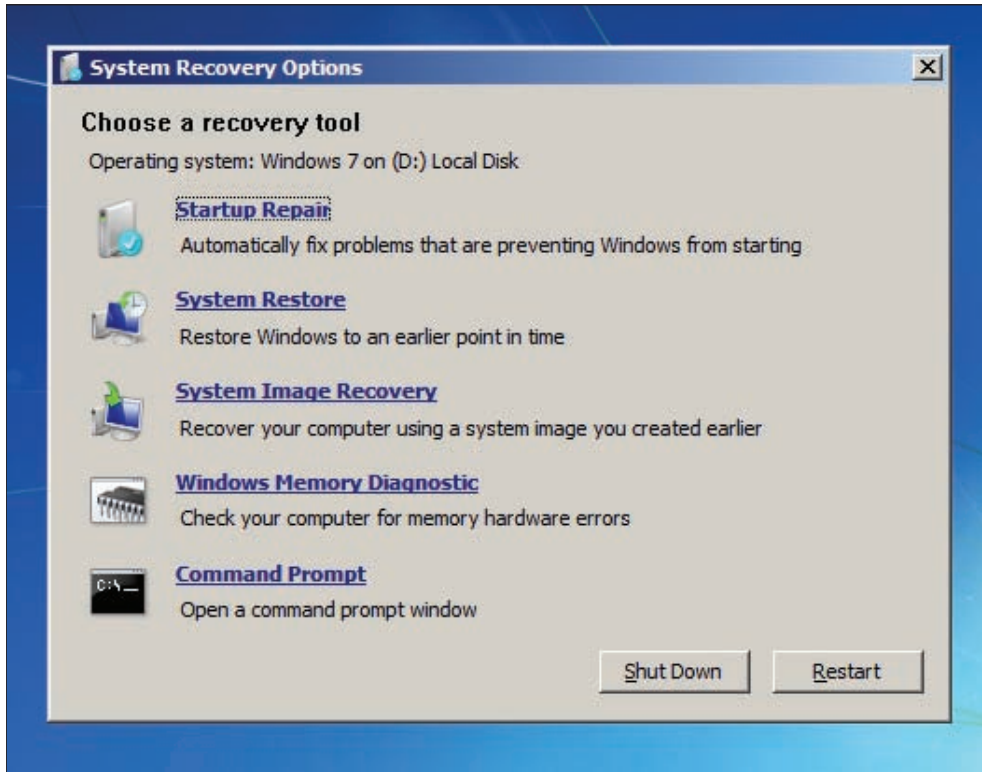 System Recovery Options
Choose a recovery tool
Operating system: Windows 7 on (D:) Local Disk
Startup Repair
Automatically fix problems that are preventing Windows from starting
System Restore
Restore Windows to an earlier point in time
System Image Recovery
Recover your computer using a system image you created earlier
Windows Memory Diagnostic
Check your computer for memory hardware errors
C:\_
Command Prompt
Open a command prompt window
Shut Down
Restart